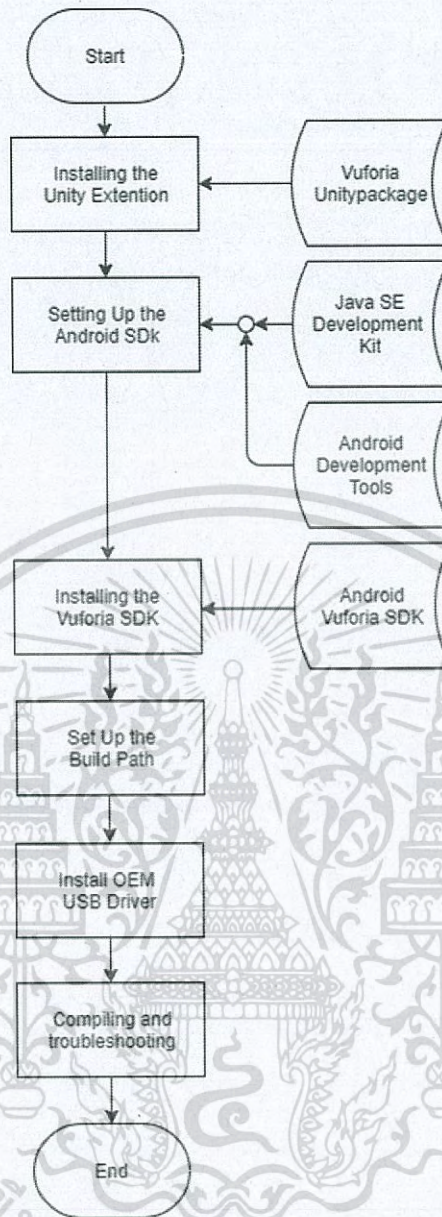 Start
Installing the
Unity Extention
Vuforia
Unitypackage
Setting Up the
Android SDk
Java SE
Development
Kit
Android
Development
Tools
Installing the
Vuforia SDK
Android
Vuforia SDK
Set Up the
Build Path
Install OEM
USB Driver
Compiling and
troubleshooting
End